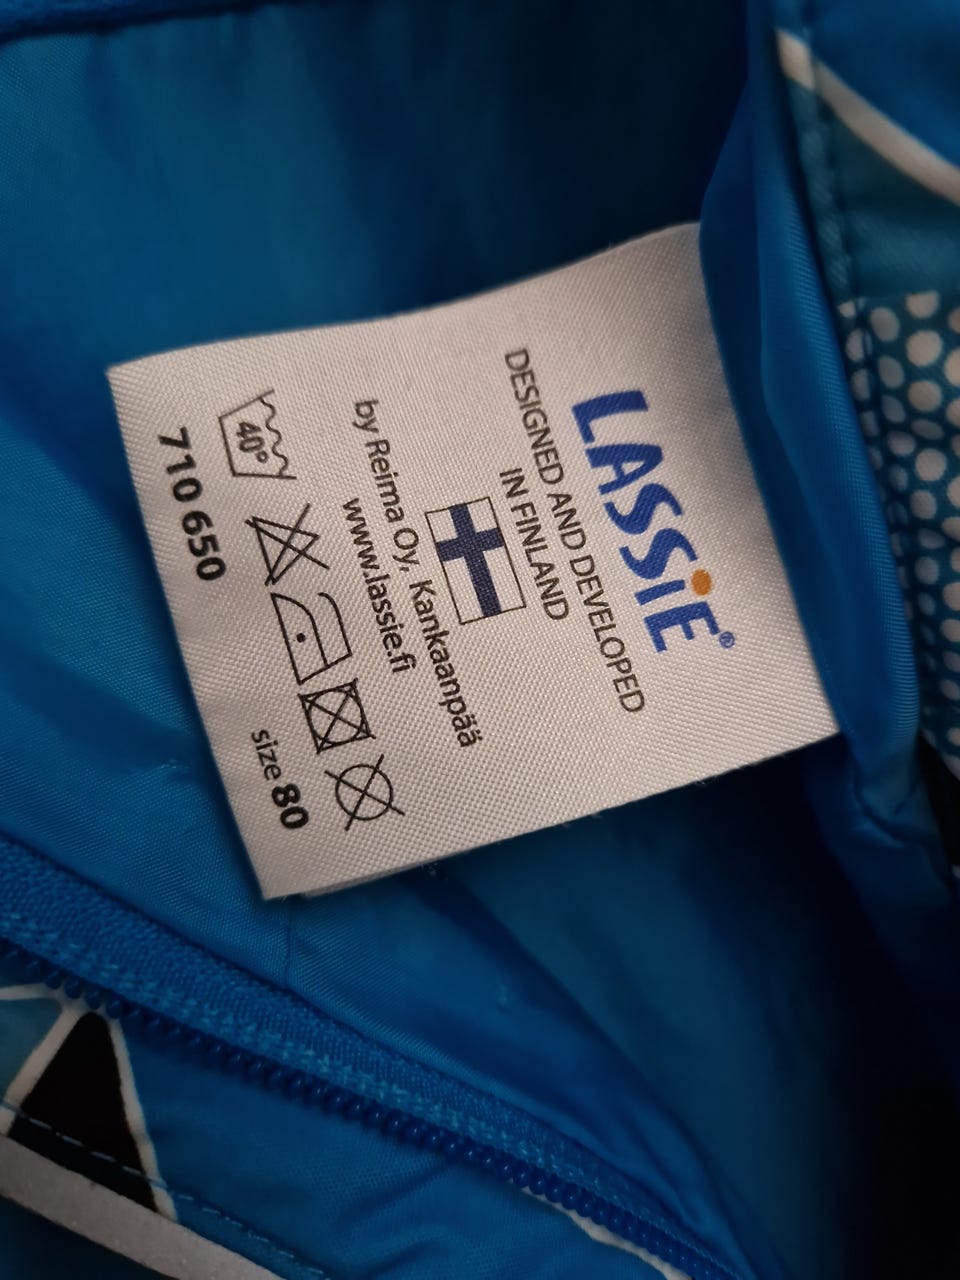 LASSiE®
DESIGNED AND DEVELOPED
IN FINLAND
by Reima Oy, Kankaanpää
www.lassie.fi
40°
710 650 size 80